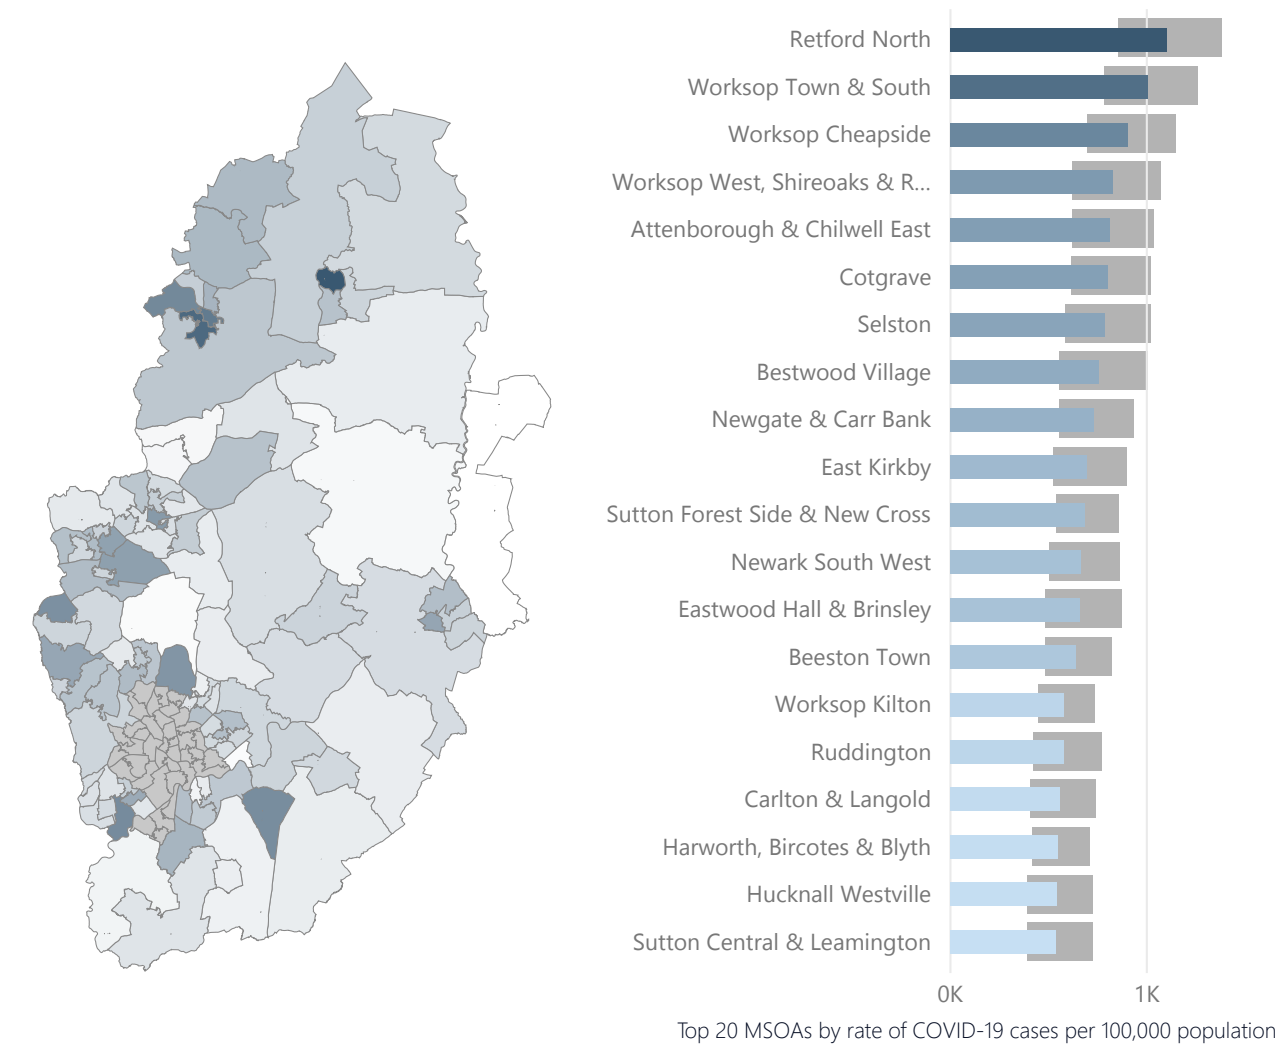 Retford North
Worksop Town & South
Worksop Cheapside
Worksop West, Shireoaks & R...
Attenborough & Chilwell East
Cotgrave
Selston
Bestwood Village
Newgate & Carr Bank
East Kirkby
Sutton Forest Side & New Cross
Newark South West
Eastwood Hall & Brinsley
Beeston Town
Worksop Kilton
Ruddington
Carlton & Langold
Harworth, Bircotes & Blyth
Hucknall Westville
Sutton Central & Leamington
0K 1K
Top 20 MSOAs by rate of COVID-19 cases per 100,000 population